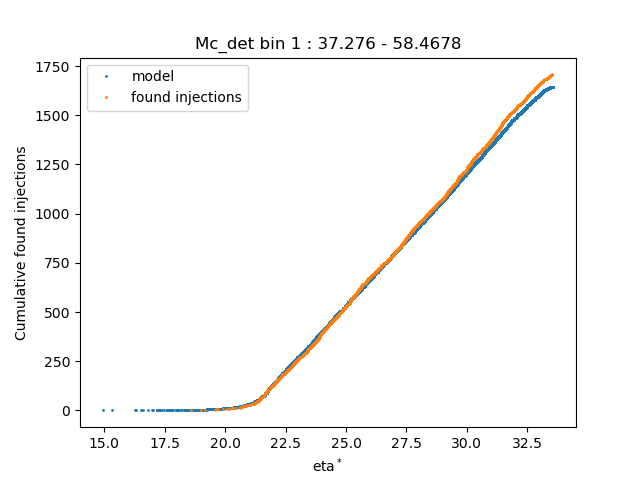 Mc_det bin 1 : 37.276 - 58.4678
model
found injections
Cumulative found injections
1750
1500
1250
1000
750
500
250
0
15.0 17.5 20.0 22.5 25.0 27.5 30.0 32.5
eta*